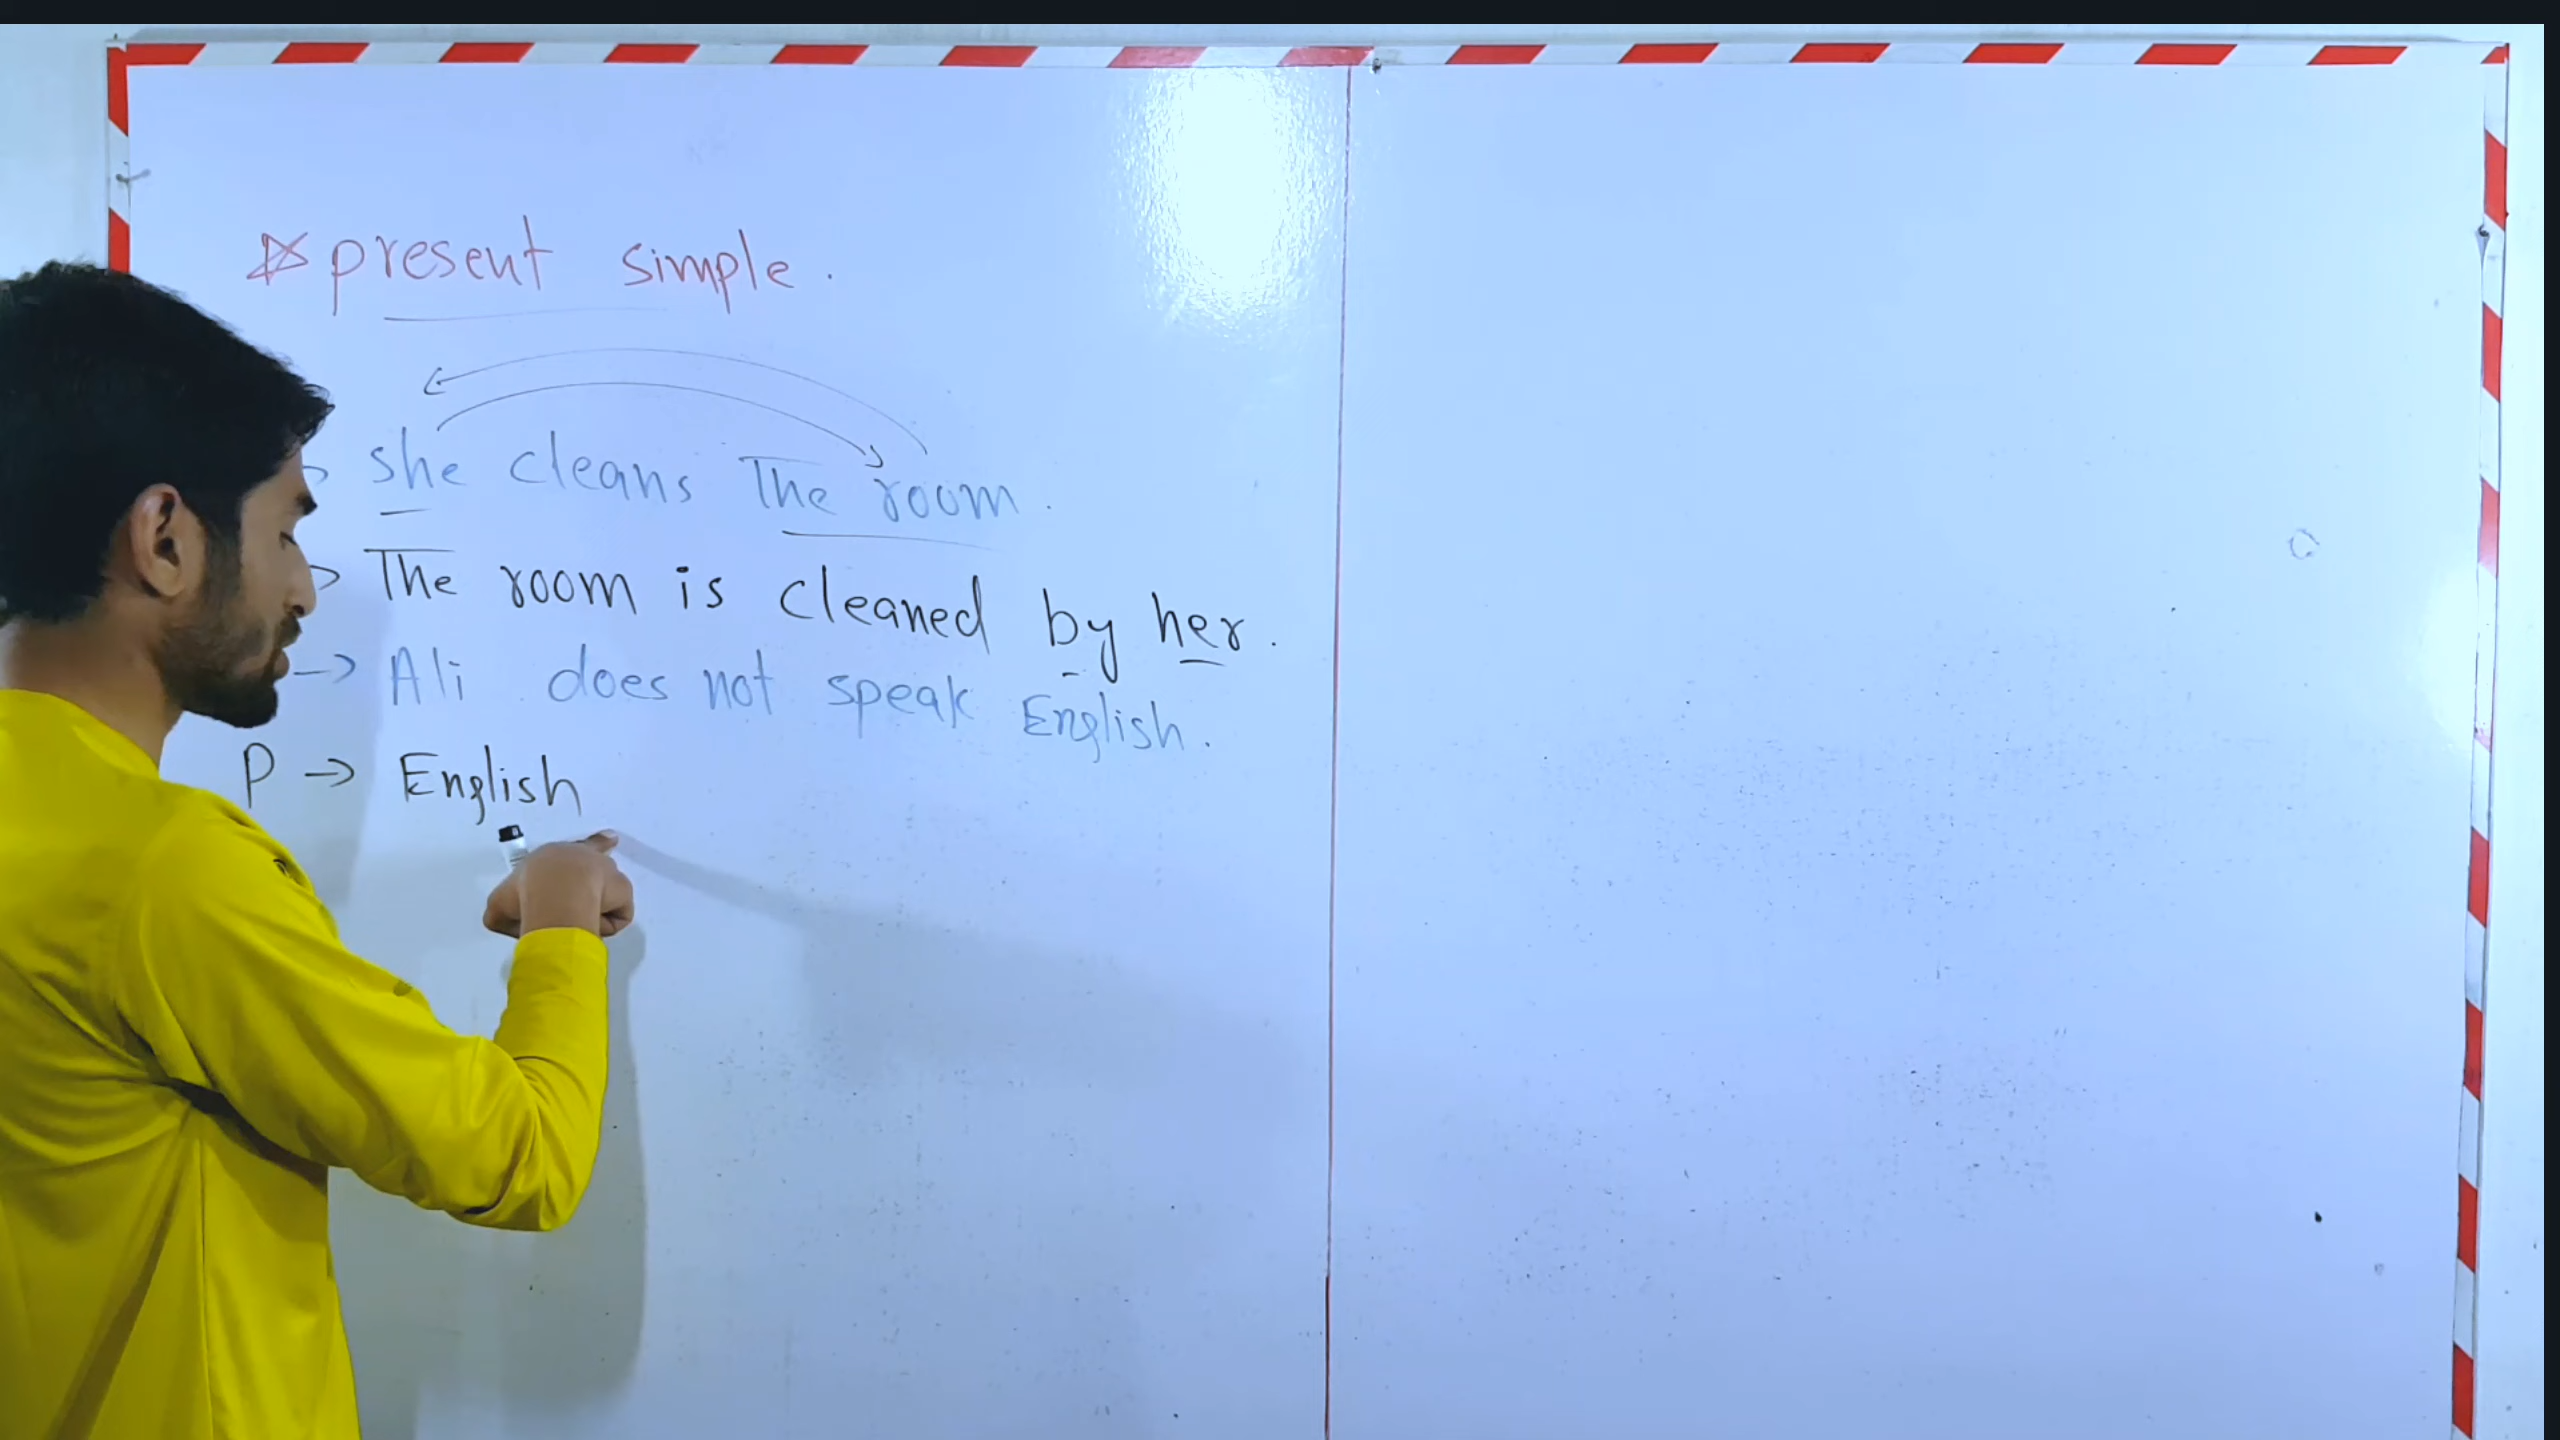 present simple.
she cleans The room.
The room is cleaned by her.
→ Ali does not speak English.
P → English